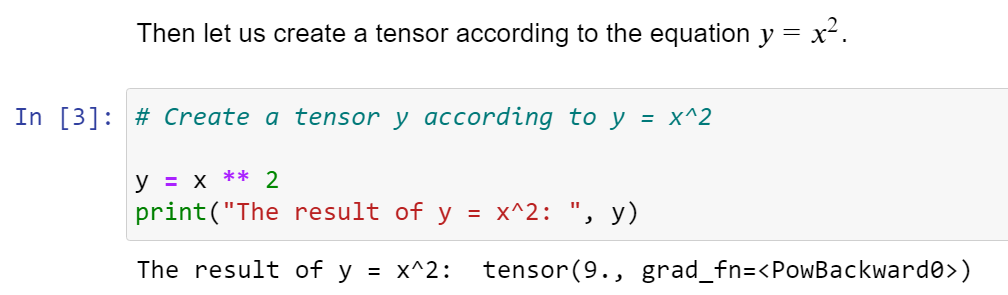 Then let us create a tensor according to the equation y = x².
In [3]: # Create a tensor y according to y = x^2
y = x ** 2
print("The result of y = x^2: ", y)
The result of y = x^2:  tensor(9., grad_fn=<PowBackward0>)